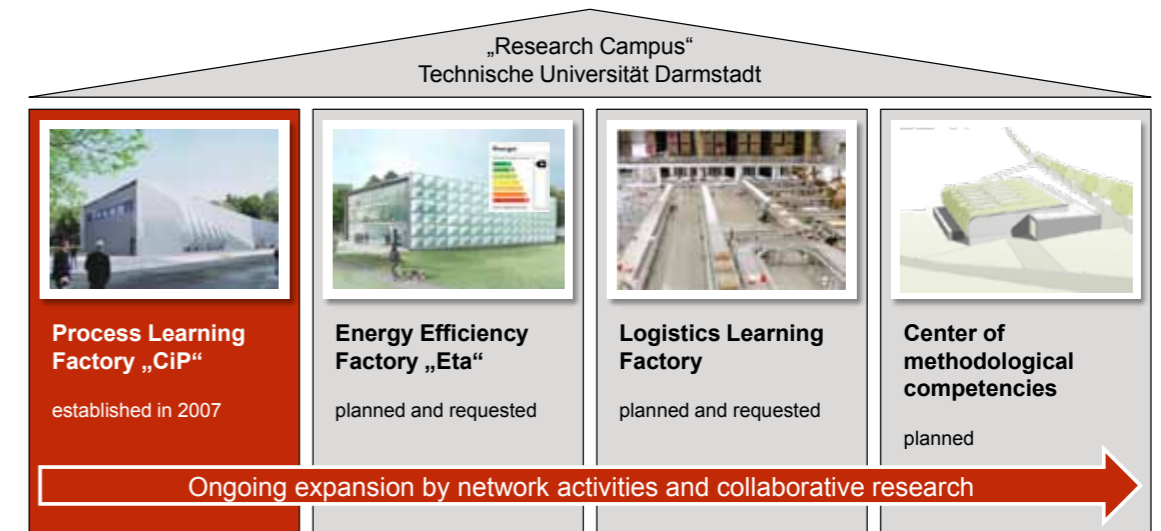 „Research Campus“
Technische Universität Darmstadt
Process Learning
Factory „CiP“
established in 2007
Energy Efficiency
Factory „Eta“
planned and requested
Logistics Learning
Factory
planned and requested
Center of
methodological
competencies
planned
Ongoing expansion by network activities and collaborative research